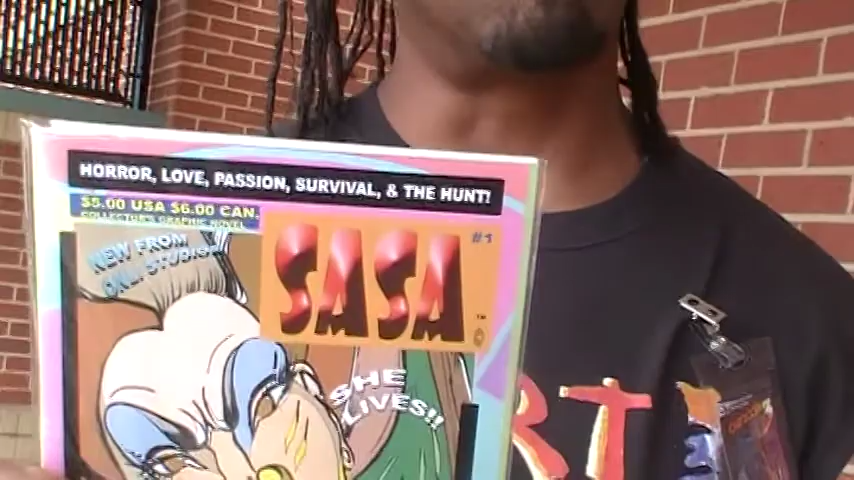 HORROR, LOVE, PASSION, SURVIVAL, & THE HUNT!
$5.00 USA $6.00 CAN.
COLLECTOR'S GRAPHIC NOVEL
NEW FROM
SASA
#1
TM
SHE
LIVES!!
RT